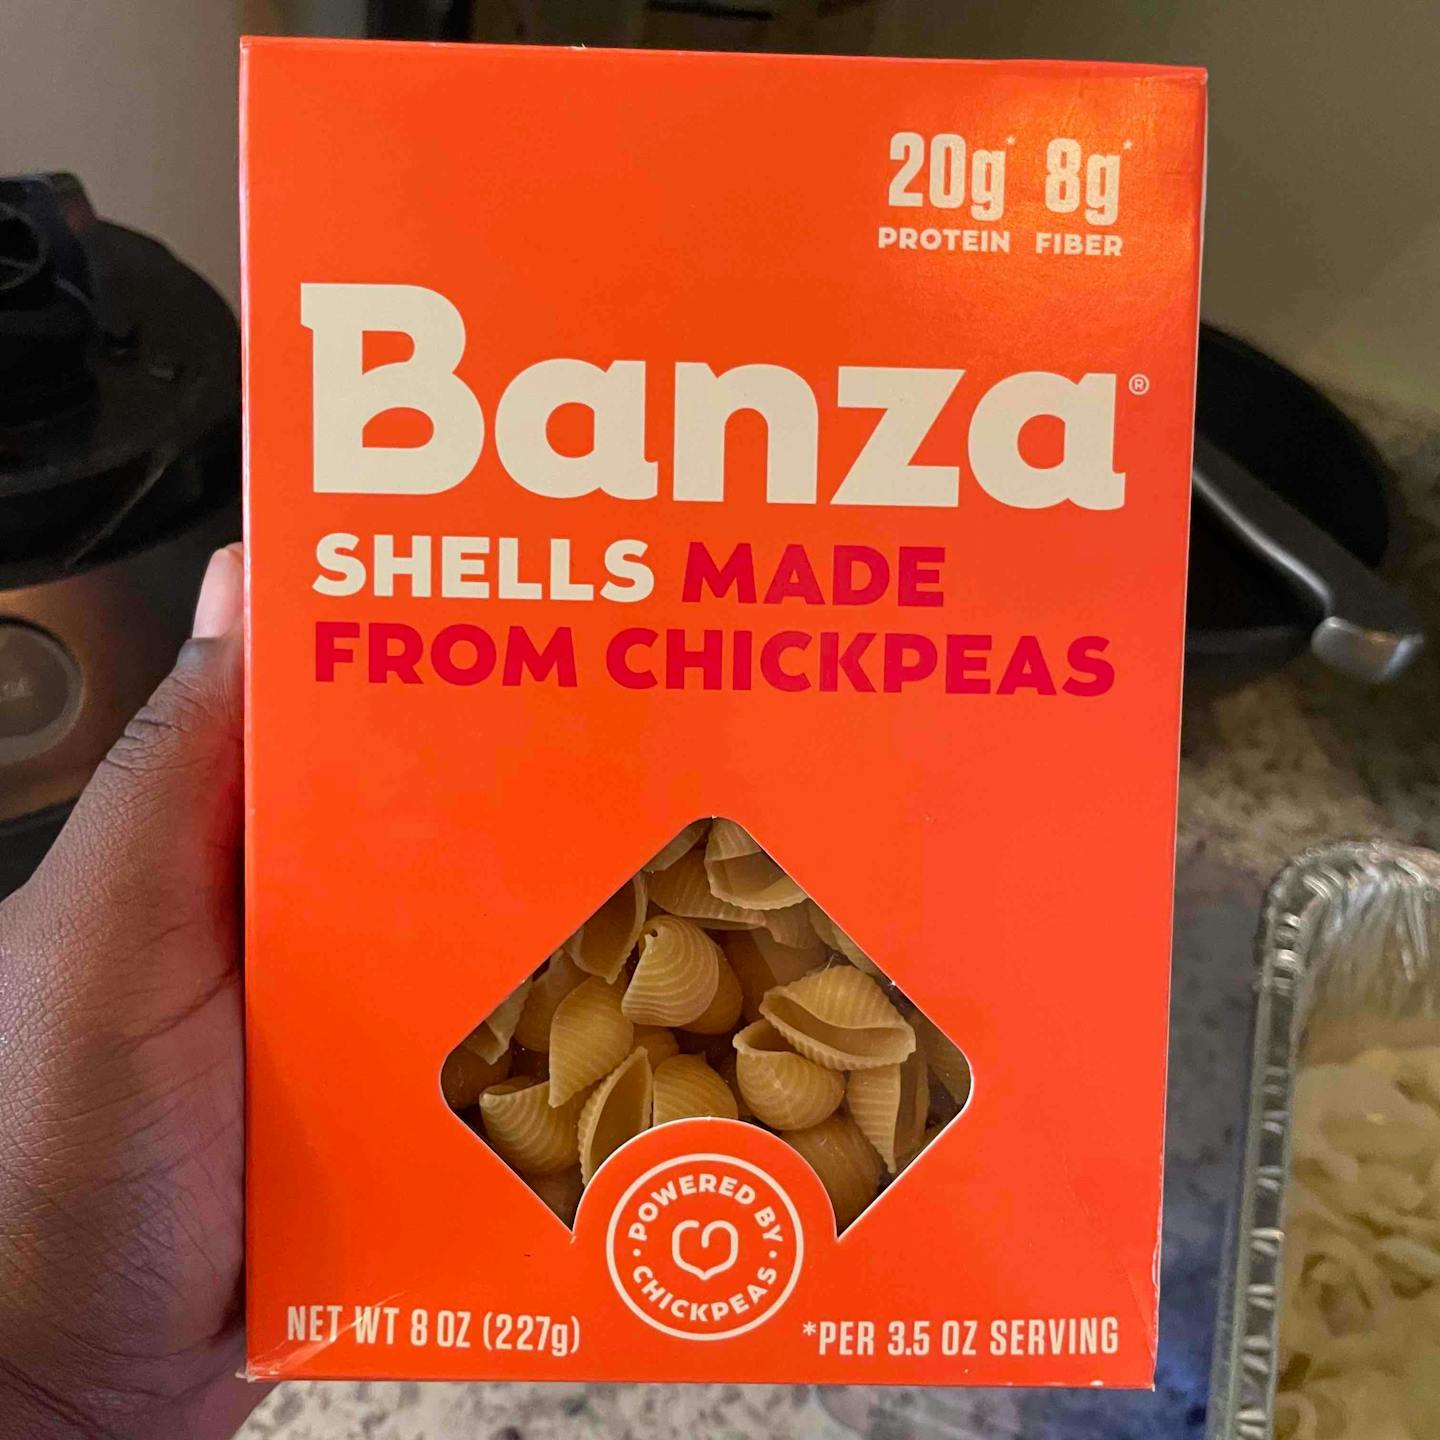 20g* 8g*
PROTEIN FIBER
Banza®
SHELLS MADE
FROM CHICKPEAS
POWERED BY
CHICKPEAS
NET WT 8 OZ (227g)
*PER 3.5 OZ SERVING